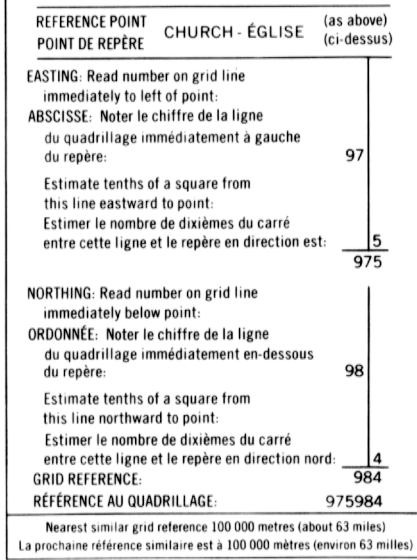 REFERENCE POINT CHURCH - ÉGLISE (as above)
POINT DE REPÈRE (ci-dessus)
EASTING: Read number on grid line
immediately to left of point:
ABSCISSE: Noter le chiffre de la ligne
du quadrillage immédiatement à gauche
du repère: 97
Estimate tenths of a square from
this line eastward to point:
Estimer le nombre de dixièmes du carré
entre cette ligne et le repère en direction est: 5
975
NORTHING: Read number on grid line
immediately below point:
ORDONNÉE: Noter le chiffre de la ligne
du quadrillage immédiatement en-dessous
du repère: 98
Estimate tenths of a square from
this line northward to point:
Estimer le nombre de dixièmes du carré
entre cette ligne et le repère en direction nord: 4
GRID REFERENCE: 984
RÉFÉRENCE AU QUADRILLAGE: 975984
Nearest similar grid reference 100 000 metres (about 63 miles)
La prochaine référence similaire est à 100 000 mètres (environ 63 milles)